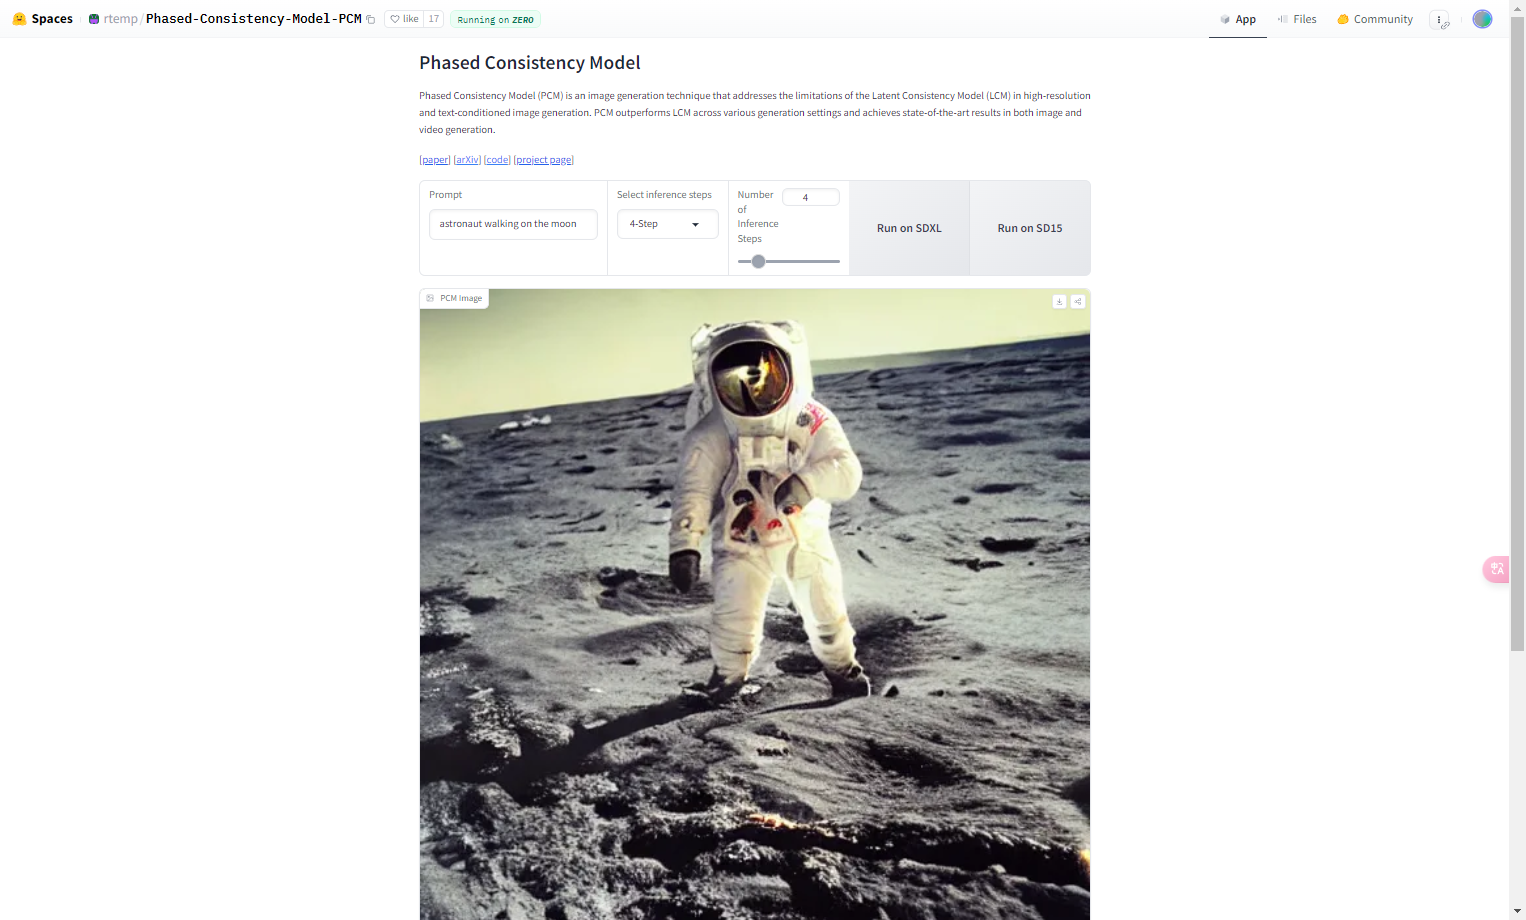 Spaces rtemp/Phased-Consistency-Model-PCM like 17 Running on ZERO App Files Community
Phased Consistency Model
Phased Consistency Model (PCM) is an image generation technique that addresses the limitations of the Latent Consistency Model (LCM) in high-resolution
and text-conditioned image generation. PCM outperforms LCM across various generation settings and achieves state-of-the-art results in both image and
video generation.
[paper] [arXiv] [code] [project page]
Prompt
astronaut walking on the moon
Select inference steps
4-Step
Number
of
Inference
Steps
4
Run on SDXL
Run on SD15
PCM Image